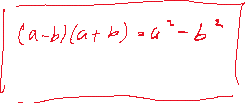 (a-b)(a+b) = a² - b²